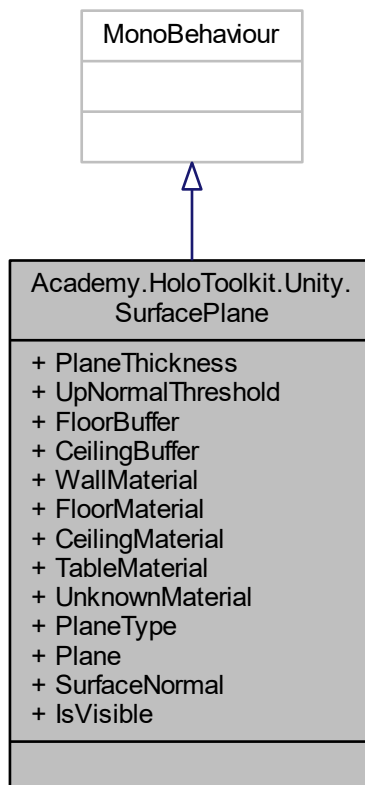 MonoBehaviour
Academy.HoloToolkit.Unity.
SurfacePlane
+ PlaneThickness
+ UpNormalThreshold
+ FloorBuffer
+ CeilingBuffer
+ WallMaterial
+ FloorMaterial
+ CeilingMaterial
+ TableMaterial
+ UnknownMaterial
+ PlaneType
+ Plane
+ SurfaceNormal
+ IsVisible